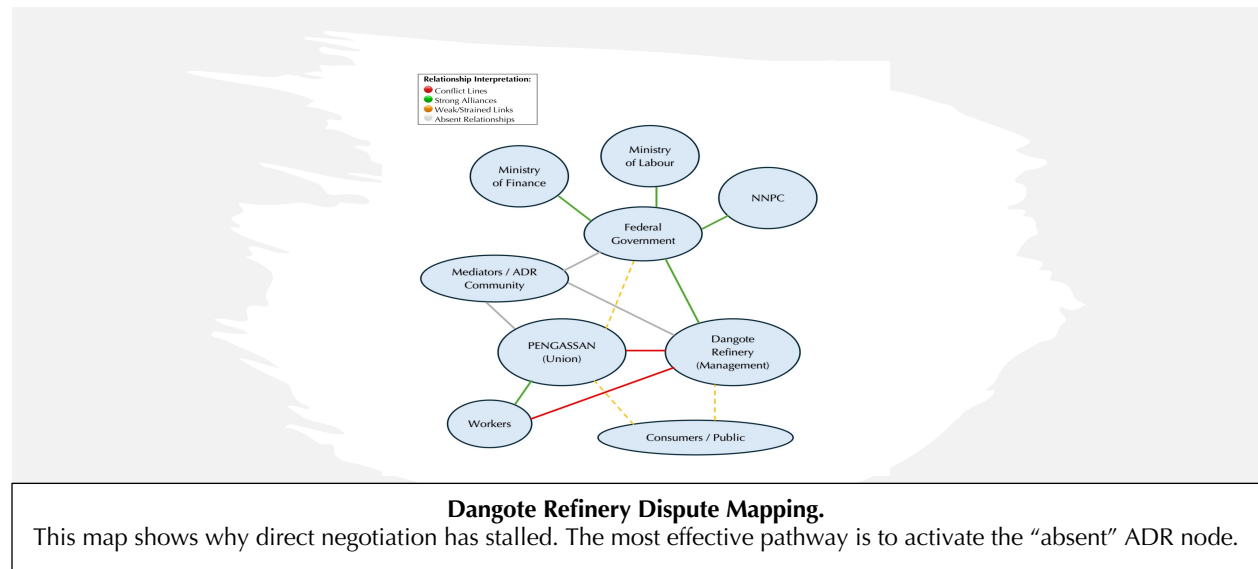 Relationship Interpretation:
Conflict Lines
Strong Alliances
Weak/Strained Links
Absent Relationships
Ministry
of Finance
Ministry
of Labour
NNPC
Federal
Government
Mediators / ADR
Community
PENGASSAN
(Union)
Dangote
Refinery
(Management)
Workers
Consumers / Public
Dangote Refinery Dispute Mapping.
This map shows why direct negotiation has stalled. The most effective pathway is to activate the “absent” ADR node.